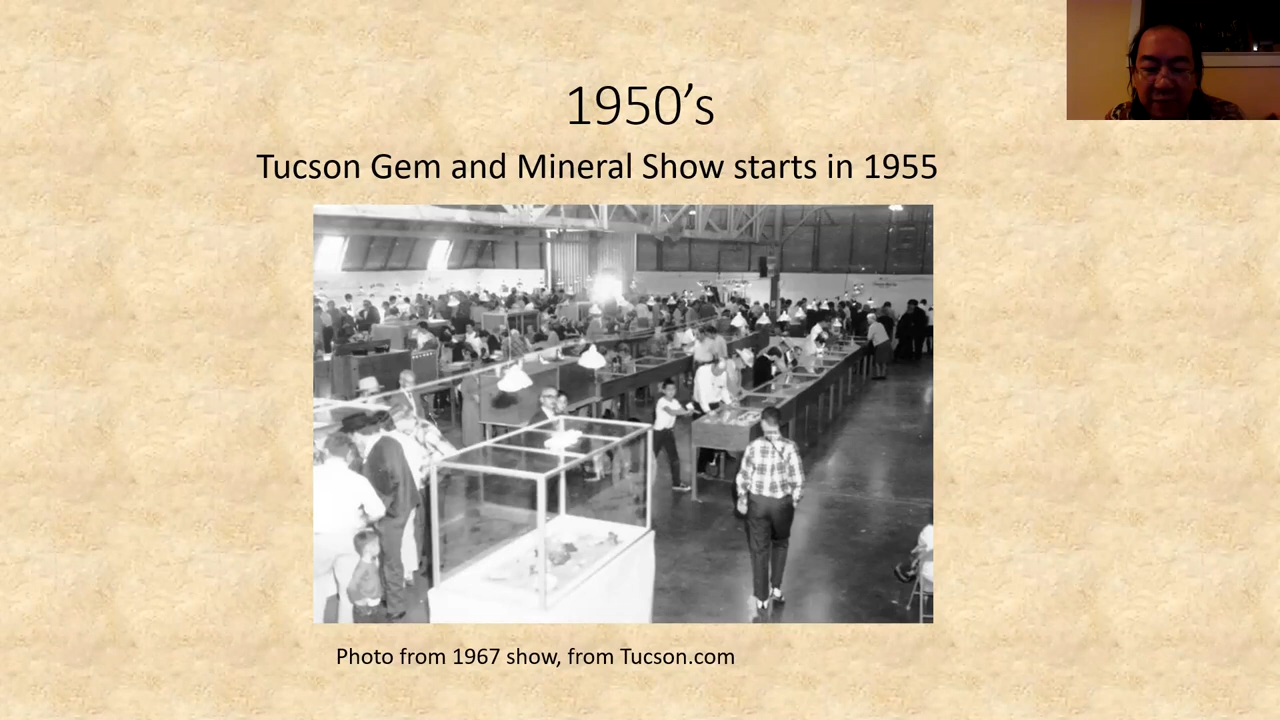 1950’s
Tucson Gem and Mineral Show starts in 1955
Photo from 1967 show, from Tucson.com